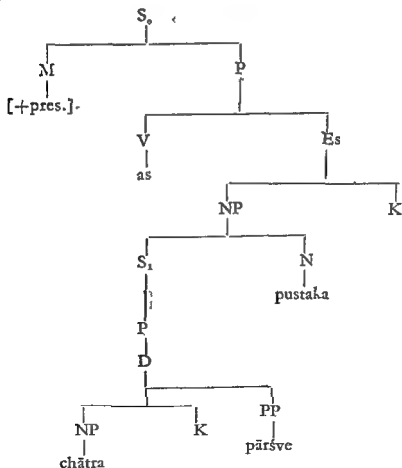 S₀
M P
[+pres.]
V Es
as
NP K
S₁ N
pustaka
P
D
NP K PP
chātra pārśve